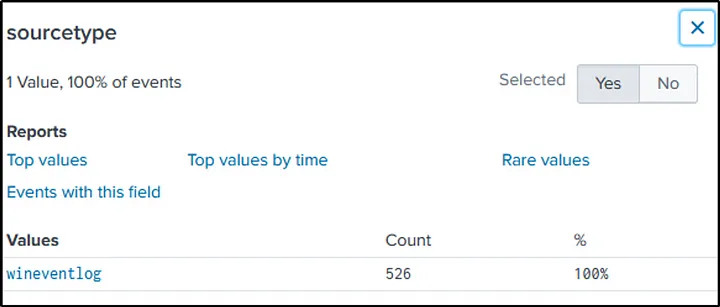 sourcetype
1 Value, 100% of events
Selected Yes No
Reports
Top values Top values by time Rare values
Events with this field
Values Count %
wineventlog 526 100%